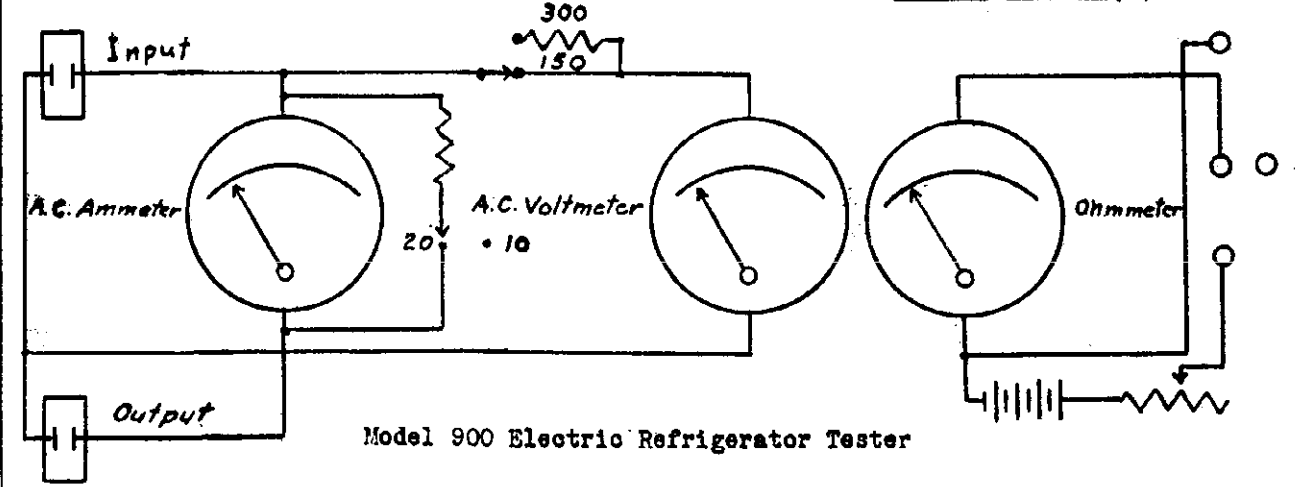 300
Input
150
A.C. Ammeter
20 • 10
A.C. Voltmeter
Ohmmeter
Output
Model 900 Electric Refrigerator Tester